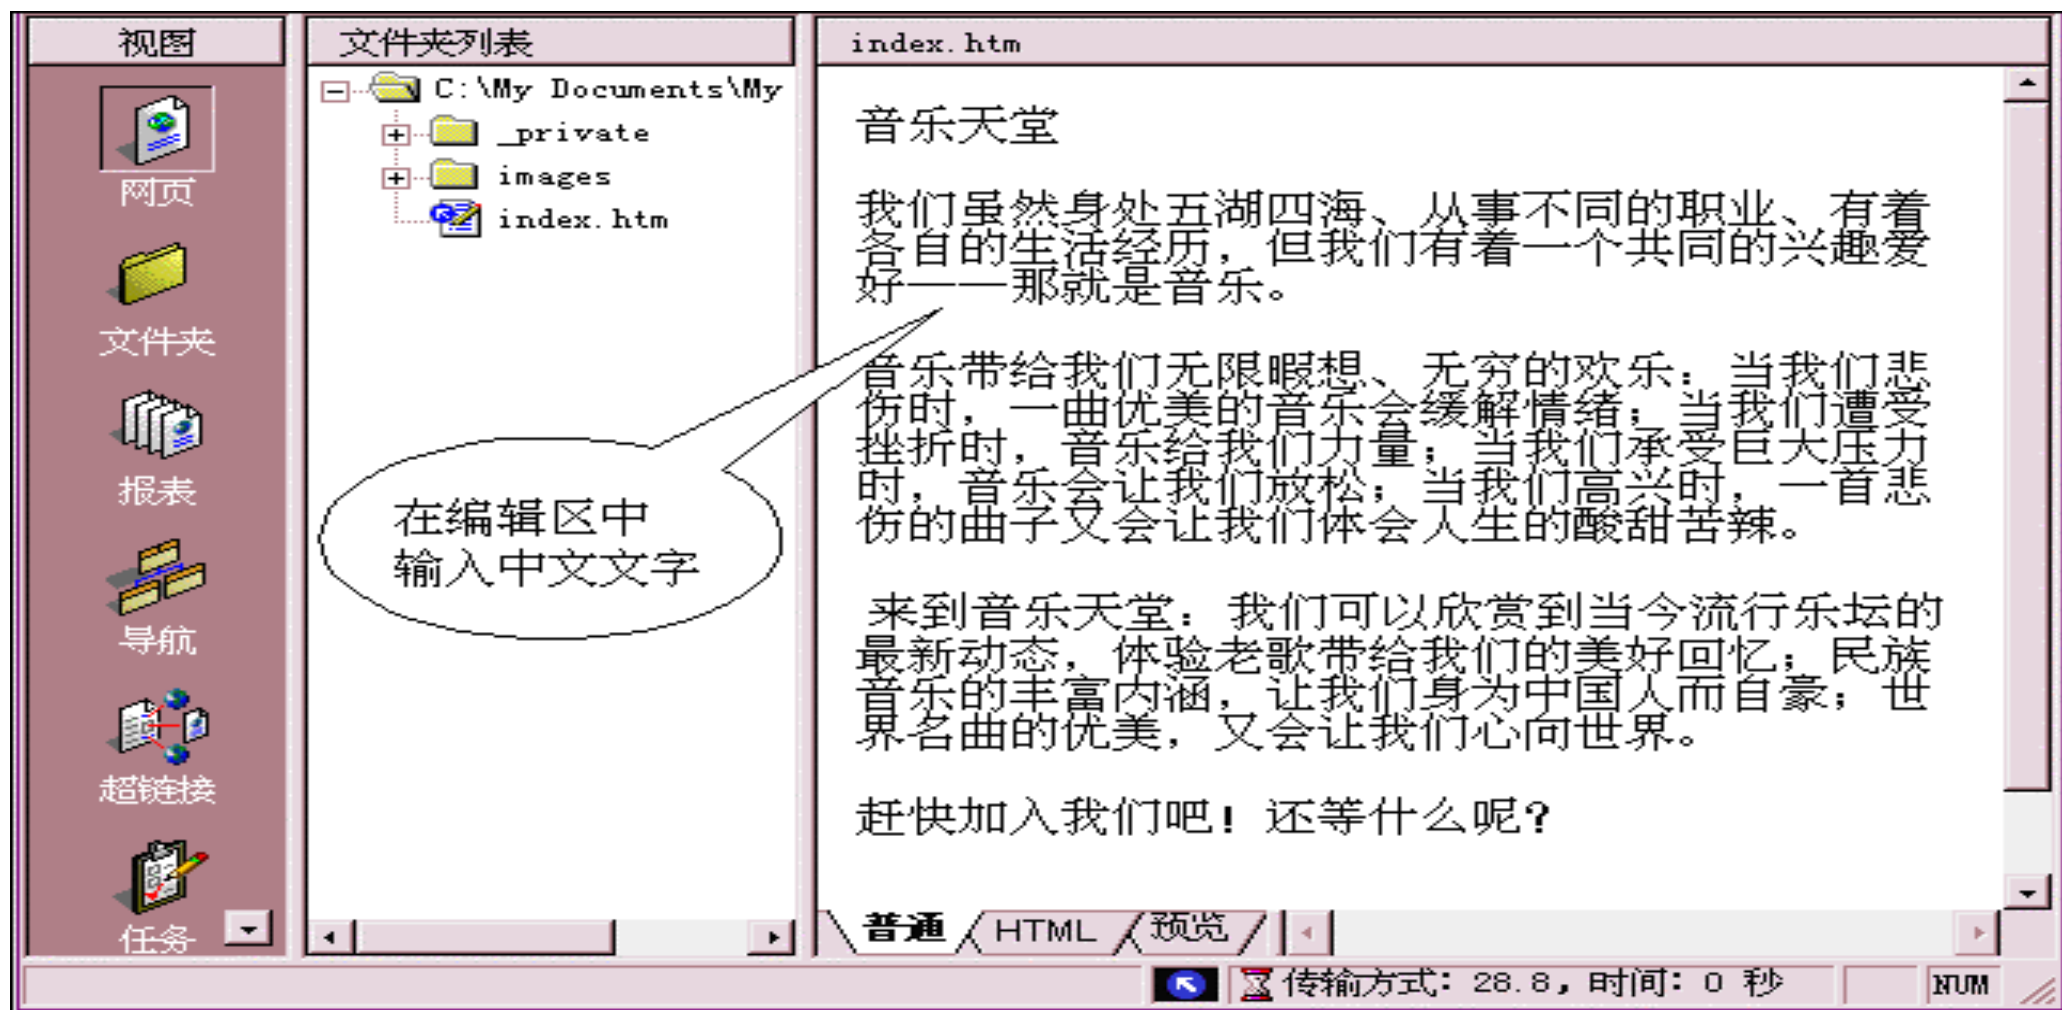 视图
文件夹列表
index.htm
网页
文件夹
报表
导航
超链接
任务
C:\My Documents\My
_private
images
index.htm
在编辑区中
输入中文文字
音乐天堂
我们虽然身处五湖四海、从事不同的职业、有着
各自的生活经历，但我们有着一个共同的兴趣爱
好——那就是音乐。
音乐带给我们无限暇想、无穷的欢乐：当我们悲
伤时，一曲优美的音乐会缓解情绪；当我们遭受
挫折时，音乐给我们力量；当我们承受巨大压力
时，音乐会让我们放松；当我们高兴时，一首悲
伤的曲子又会让我们体会人生的酸甜苦辣。
来到音乐天堂：我们可以欣赏到当今流行乐坛的
最新动态，体验老歌带给我们的美好回忆；民族
音乐的丰富内涵，让我们身为中国人而自豪；世
界名曲的优美，又会让我们心向世界。
赶快加入我们吧！还等什么呢？
普通 HTML 预览
传输方式：28.8，时间：0 秒 NUM